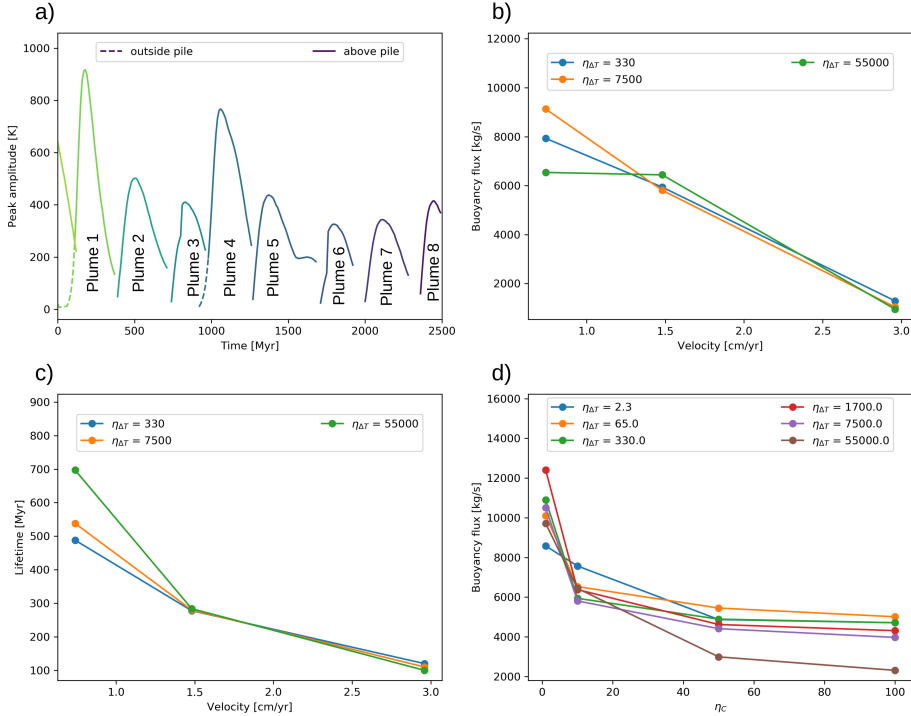 a)
1000
800
600
400
200
0
Peak amplitude [K]
outside pile
above pile
Plume 1
Plume 2
Plume 3
Plume 4
Plume 5
Plume 6
Plume 7
Plume 8
0 500 1000 1500 2000 2500
Time [Myr]
b)
12000
10000
8000
6000
4000
2000
Buoyancy flux [kg/s]
η_ΔT = 330
η_ΔT = 7500
η_ΔT = 55000
1.0 1.5 2.0 2.5 3.0
Velocity [cm/yr]
c)
900
800
700
600
500
400
300
200
100
Lifetime [Myr]
η_ΔT = 330
η_ΔT = 7500
η_ΔT = 55000
1.0 1.5 2.0 2.5 3.0
Velocity [cm/yr]
d)
16000
14000
12000
10000
8000
6000
4000
2000
Buoyancy flux [kg/s]
η_ΔT = 2.3
η_ΔT = 65.0
η_ΔT = 330.0
η_ΔT = 1700.0
η_ΔT = 7500.0
η_ΔT = 55000.0
0 20 40 60 80 100
η_C